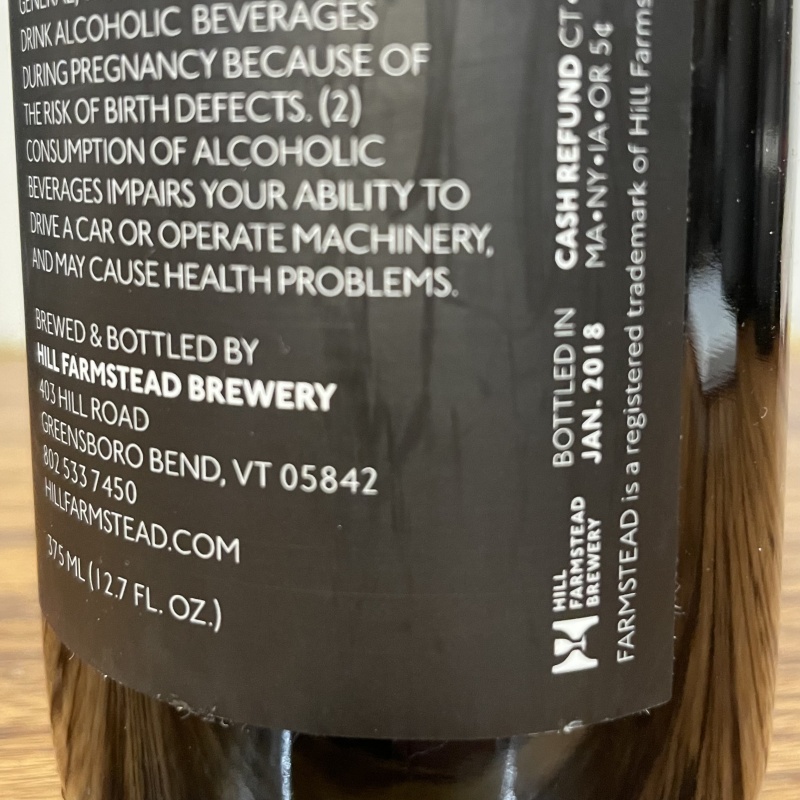 GENERAL,
DRINK ALCOHOLIC BEVERAGES
DURING PREGNANCY BECAUSE OF
THE RISK OF BIRTH DEFECTS. (2)
CONSUMPTION OF ALCOHOLIC
BEVERAGES IMPAIRS YOUR ABILITY TO
DRIVE A CAR OR OPERATE MACHINERY,
AND MAY CAUSE HEALTH PROBLEMS.
BREWED & BOTTLED BY
HILL FARMSTEAD BREWERY
403 HILL ROAD
GREENSBORO BEND, VT 05842
802 533 7450
HILLFARMSTEAD.COM
375 ML (12.7 FL. OZ.)
HILL
FARMSTEAD
BREWERY
BOTTLED IN
JAN. 2018
CASH REFUND CT•
MA•NY•IA•OR 5¢
FARMSTEAD is a registered trademark of Hill Farms